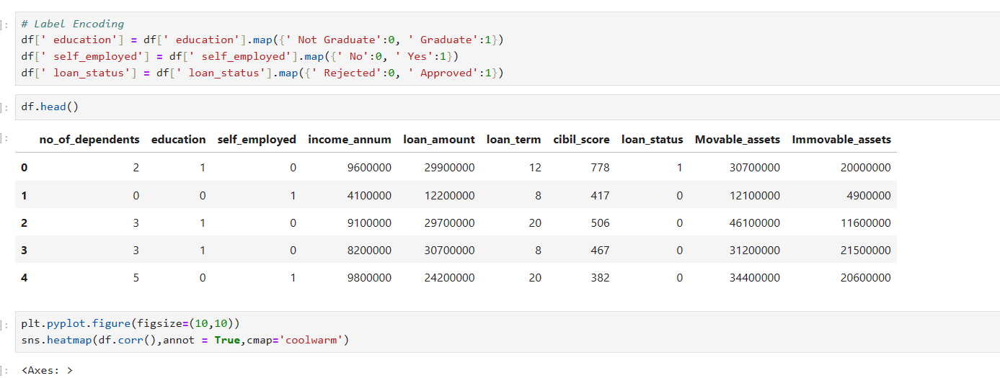 ]: # Label Encoding
df[' education'] = df[' education'].map({' Not Graduate':0, ' Graduate':1})
df[' self_employed'] = df[' self_employed'].map({' No':0, ' Yes':1})
df[' loan_status'] = df[' loan_status'].map({' Rejected':0, ' Approved':1})
]: df.head()
]: no_of_dependents education self_employed income_annum loan_amount loan_term cibil_score loan_status Movable_assets Immovable_assets
0 2 1 0 9600000 29900000 12 778 1 30700000 20000000
1 0 0 1 4100000 12200000 8 417 0 12100000 4900000
2 3 1 0 9100000 29700000 20 506 0 46100000 11600000
3 3 1 0 8200000 30700000 8 467 0 31200000 21500000
4 5 0 1 9800000 24200000 20 382 0 34400000 20600000
]: plt.pyplot.figure(figsize=(10,10))
sns.heatmap(df.corr(),annot = True,cmap='coolwarm')
]: <Axes: >